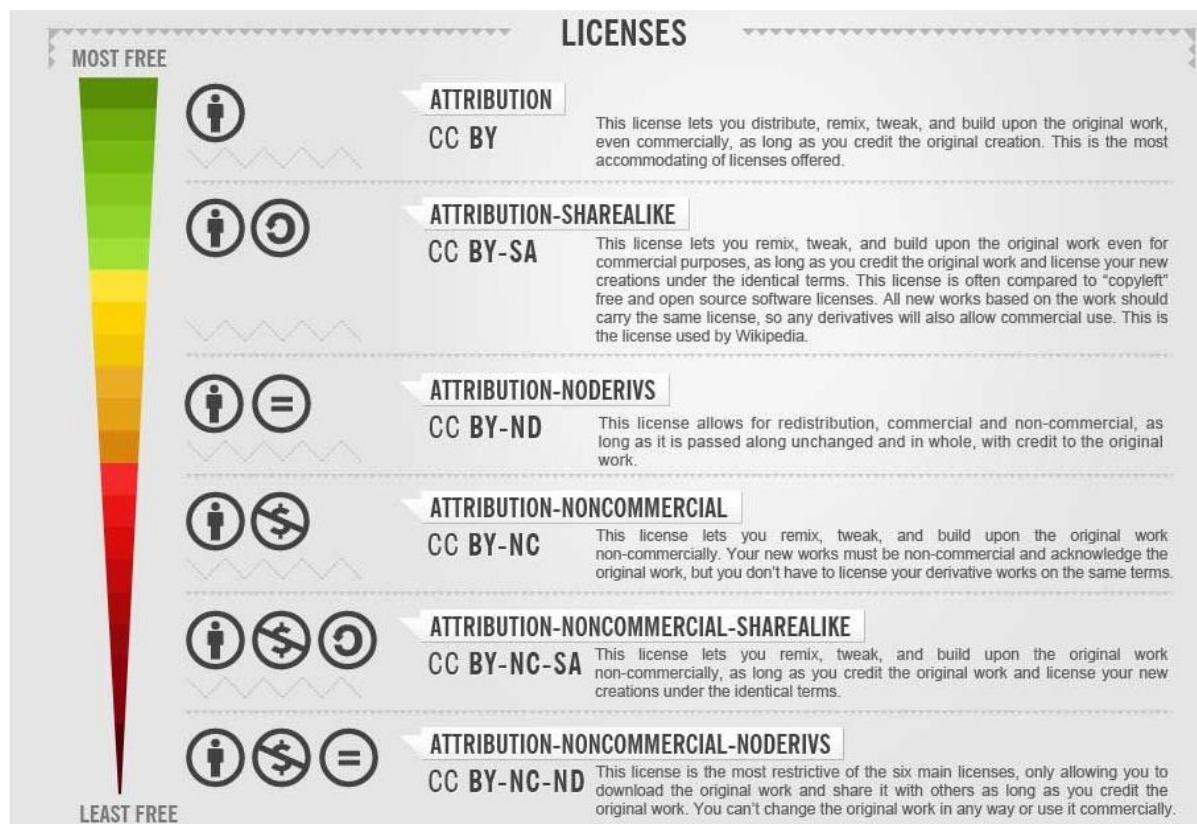 LICENSES
MOST FREE
ATTRIBUTION
CC BY
This license lets you distribute, remix, tweak, and build upon the original work,
even commercially, as long as you credit the original creation. This is the most
accommodating of licenses offered.
ATTRIBUTION-SHAREALIKE
CC BY-SA
This license lets you remix, tweak, and build upon the original work even for
commercial purposes, as long as you credit the original work and license your new
creations under the identical terms. This license is often compared to “copyleft”
free and open source software licenses. All new works based on the work should
carry the same license, so any derivatives will also allow commercial use. This is
the license used by Wikipedia.
ATTRIBUTION-NODERIVS
CC BY-ND
This license allows for redistribution, commercial and non-commercial, as
long as it is passed along unchanged and in whole, with credit to the original
work.
ATTRIBUTION-NONCOMMERCIAL
CC BY-NC
This license lets you remix, tweak, and build upon the original work
non-commercially. Your new works must be non-commercial and acknowledge the
original work, but you don’t have to license your derivative works on the same terms.
ATTRIBUTION-NONCOMMERCIAL-SHAREALIKE
CC BY-NC-SA
This license lets you remix, tweak, and build upon the original work
non-commercially, as long as you credit the original work and license your new
creations under the identical terms.
ATTRIBUTION-NONCOMMERCIAL-NODERIVS
CC BY-NC-ND
This license is the most restrictive of the six main licenses, only allowing you to
download the original work and share it with others as long as you credit the
original work. You can’t change the original work in any way or use it commercially.
LEAST FREE